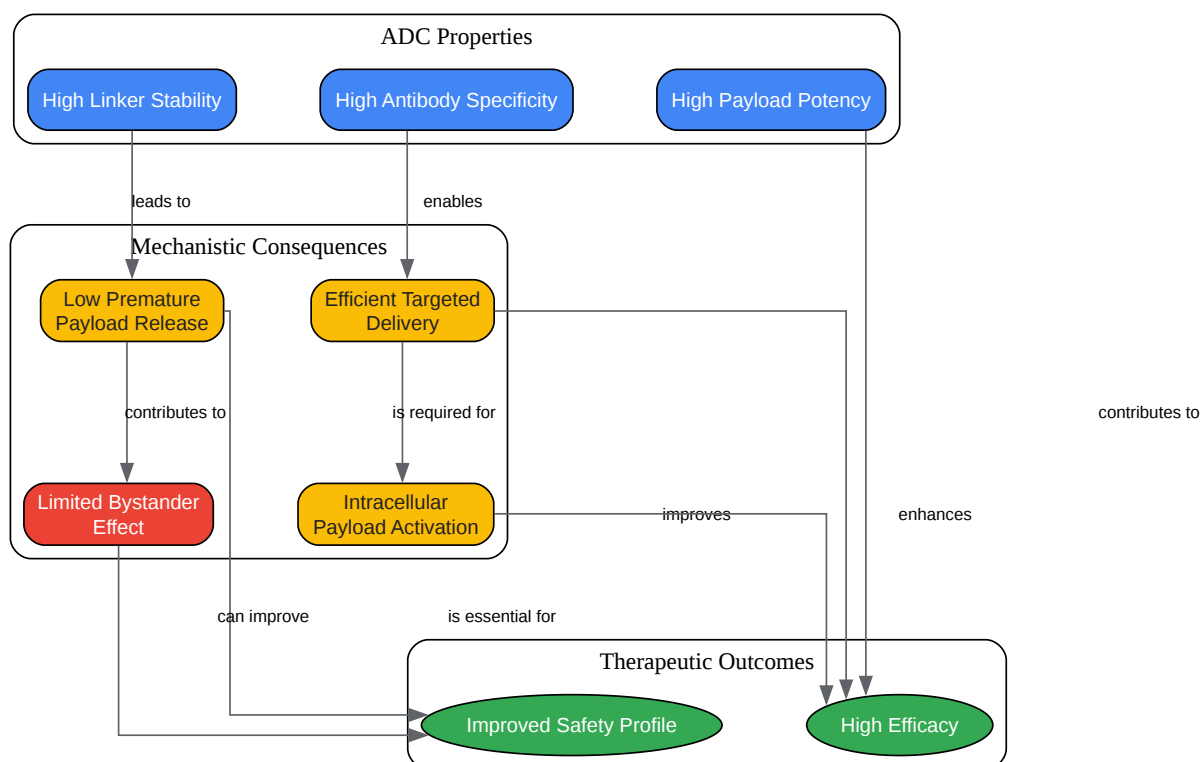 ADC Properties
High Linker Stability
High Antibody Specificity
High Payload Potency
leads to
enables
Mechanistic Consequences
Low Premature
Payload Release
Efficient Targeted
Delivery
contributes to
is required for
contributes to
Limited Bystander
Effect
Intracellular
Payload Activation
improves
enhances
can improve
is essential for
Therapeutic Outcomes
Improved Safety Profile
High Efficacy